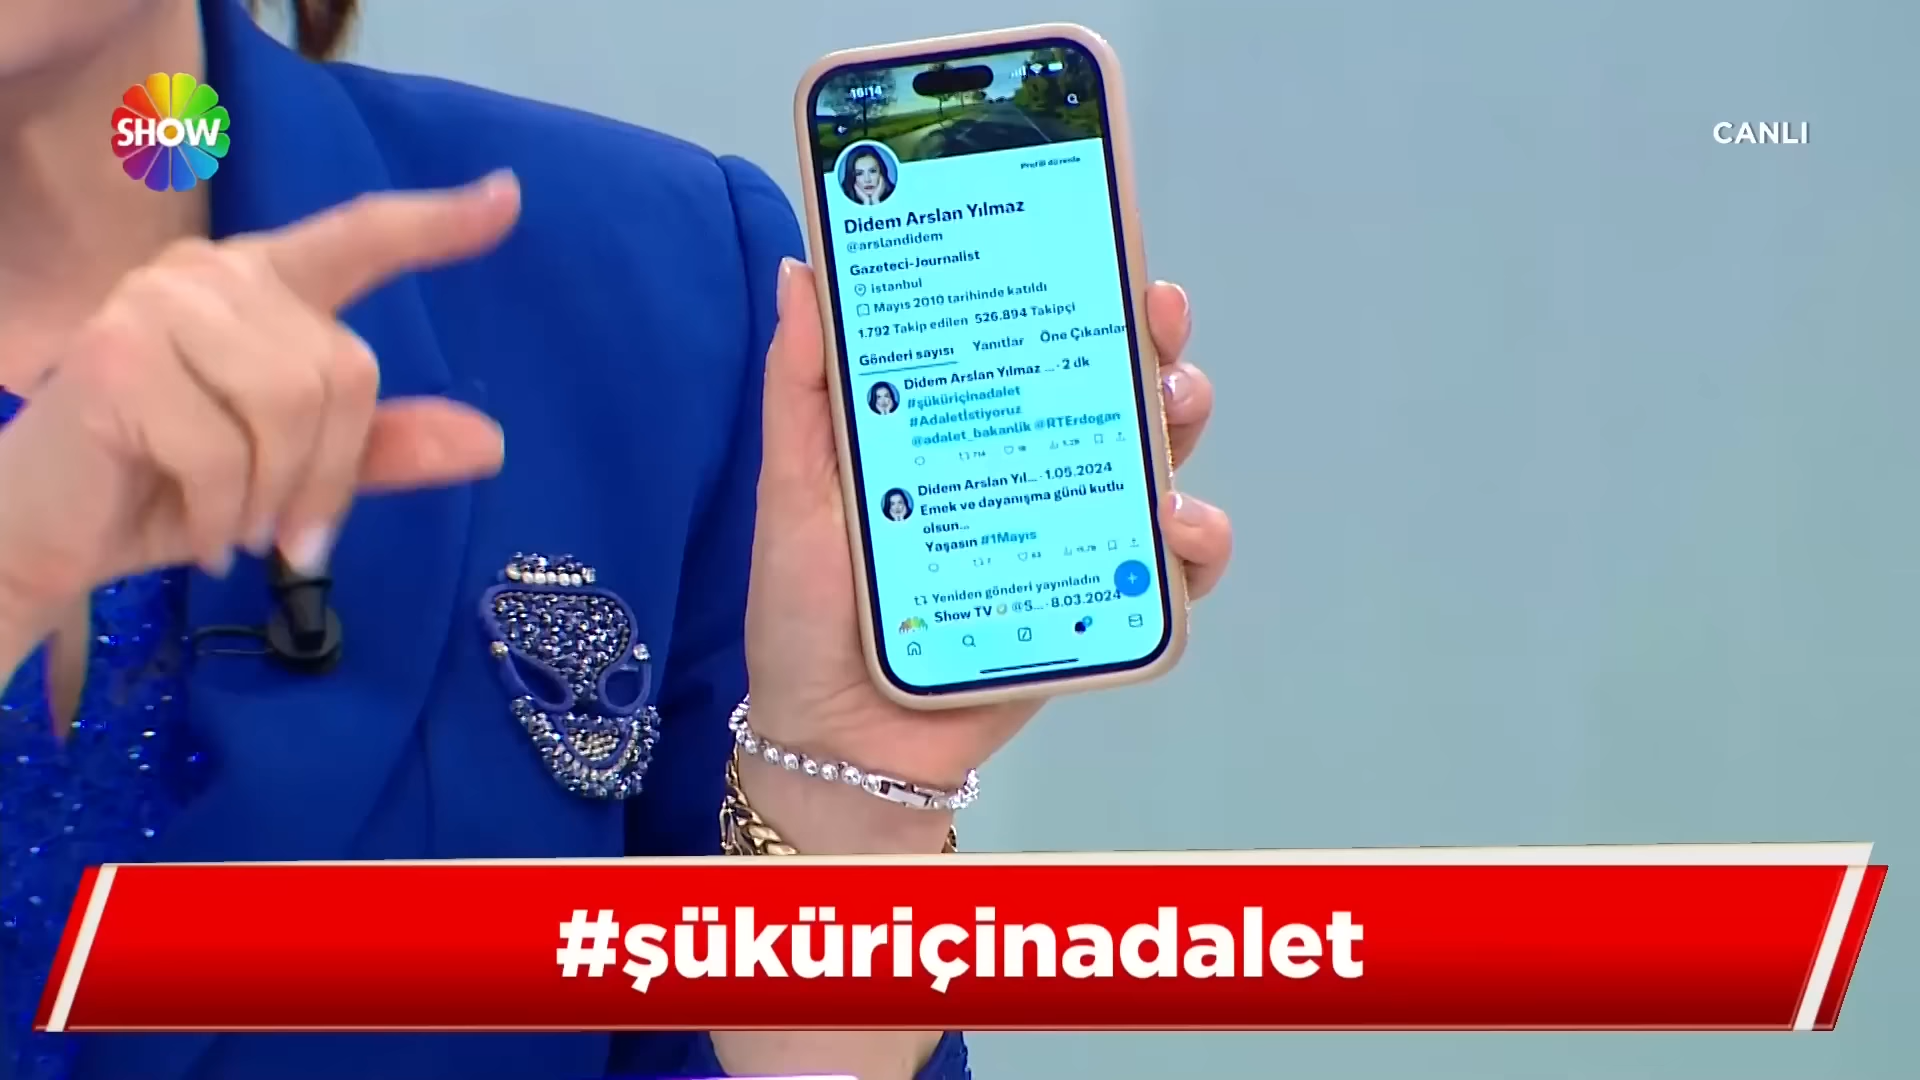 SHOW
CANLI
16:14
Profili düzenle
Didem Arslan Yılmaz
@arslandidem
Gazeteci-Journalist
istanbul
Mayıs 2010 tarihinde katıldı
1.792 Takip edilen 526.894 Takipçi
Gönderi sayısı Yanıtlar Öne Çıkanlar
Didem Arslan Yılmaz ... · 2 dk
#şüküriçinadalet
#Adaletİstiyoruz
@adalet_bakanlik @RTErdogan
Didem Arslan Yıl... · 1.05.2024
Emek ve dayanışma günü kutlu
olsun...
Yaşasın #1Mayıs
Yeniden gönderi yayınladın
Show TV @S... · 8.03.2024
#şüküriçinadalet